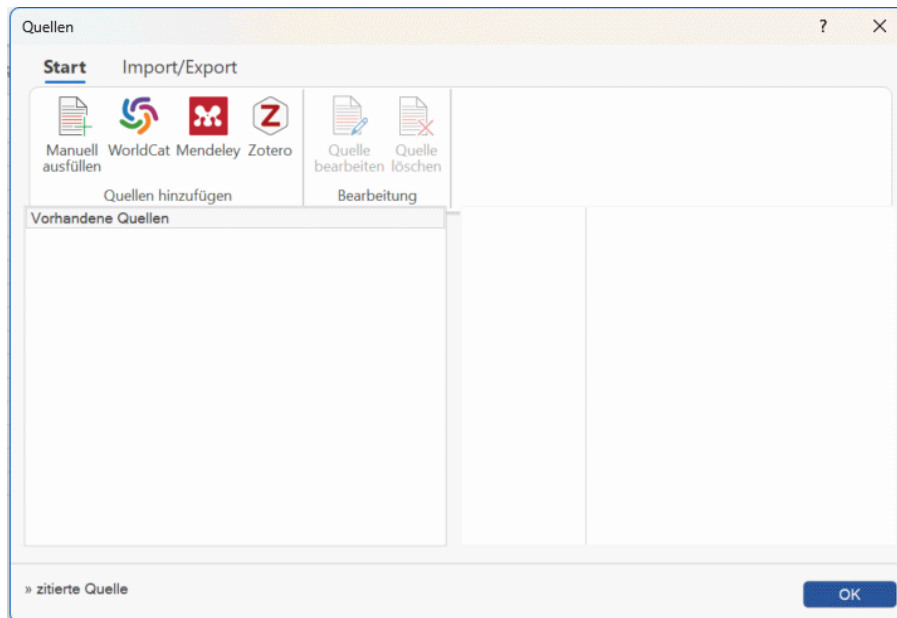 Quellen
?
Start Import/Export
Manuell ausfüllen
WorldCat
Mendeley
Z
Zotero
Quelle bearbeiten
Quelle löschen
Quellen hinzufügen
Bearbeitung
Vorhandene Quellen
» zitierte Quelle
OK